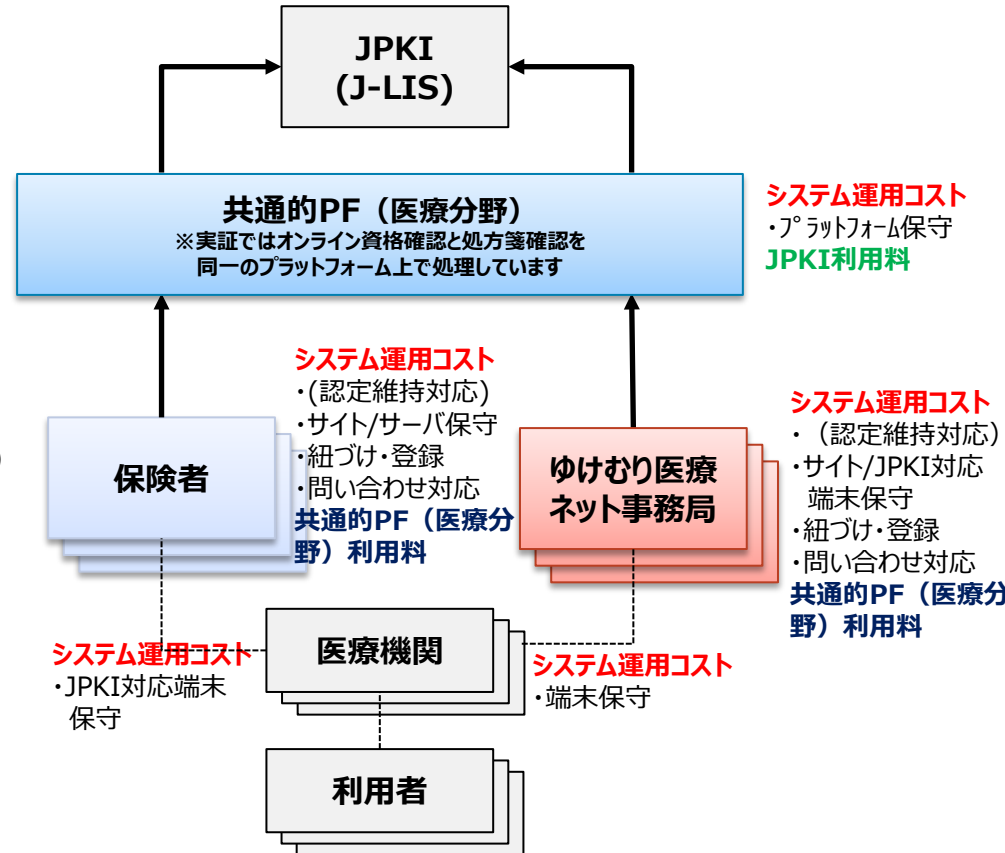 JPKI
(J-LIS)
共通的PF（医療分野）
※実証ではオンライン資格確認と処方箋確認を
同一のプラットフォーム上で処理しています
システム運用コスト
・プラットフォーム保守
JPKI利用料
システム運用コスト
・(認定維持対応)
・サイト/サーバ保守
・紐づけ・登録
・問い合わせ対応
共通的PF（医療分
野）利用料
保険者
ゆけむり医療
ネット事務局
システム運用コスト
・（認定維持対応）
・サイト/JPKI対応
端末保守
・紐づけ・登録
・問い合わせ対応
共通的PF（医療分
野）利用料
)
医療機関
システム運用コスト
・JPKI対応端末
保守
システム運用コスト
・端末保守
利用者